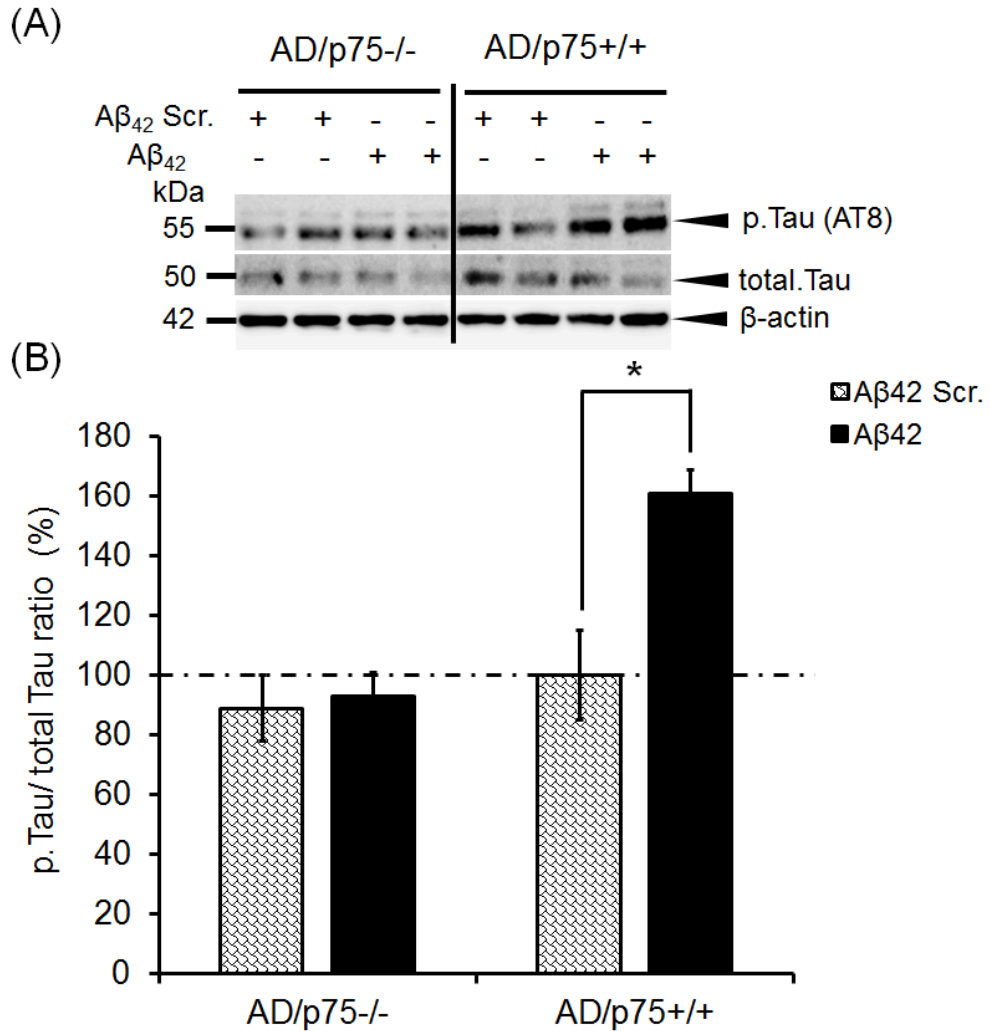 (A)
AD/p75-/- AD/p75+/+
Aβ₄₂ Scr. + + - - + + - -
Aβ₄₂ - - + + - - + +
kDa
55 p.Tau (AT8)
50 total.Tau
42 β-actin
(B)
*
Aβ42 Scr.
Aβ42
p.Tau/ total Tau ratio (%)
180
160
140
120
100
80
60
40
20
0
AD/p75-/- AD/p75+/+